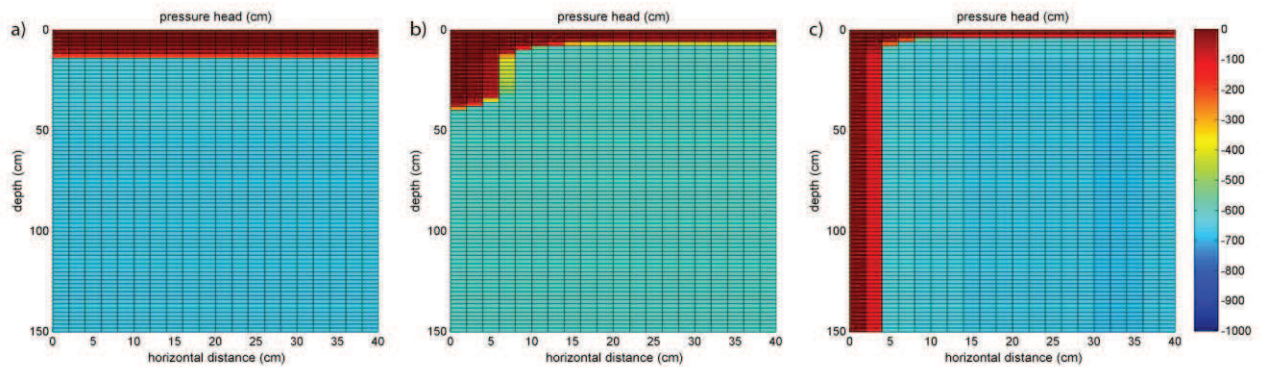 pressure head (cm)
a)
0
50
100
150
depth (cm)
0 5 10 15 20 25 30 35 40
horizontal distance (cm)
pressure head (cm)
b)
0
50
100
150
depth (cm)
0 5 10 15 20 25 30 35 40
horizontal distance (cm)
pressure head (cm)
c)
0
50
100
150
depth (cm)
0 5 10 15 20 25 30 35 40
horizontal distance (cm)
0
-100
-200
-300
-400
-500
-600
-700
-800
-900
-1000